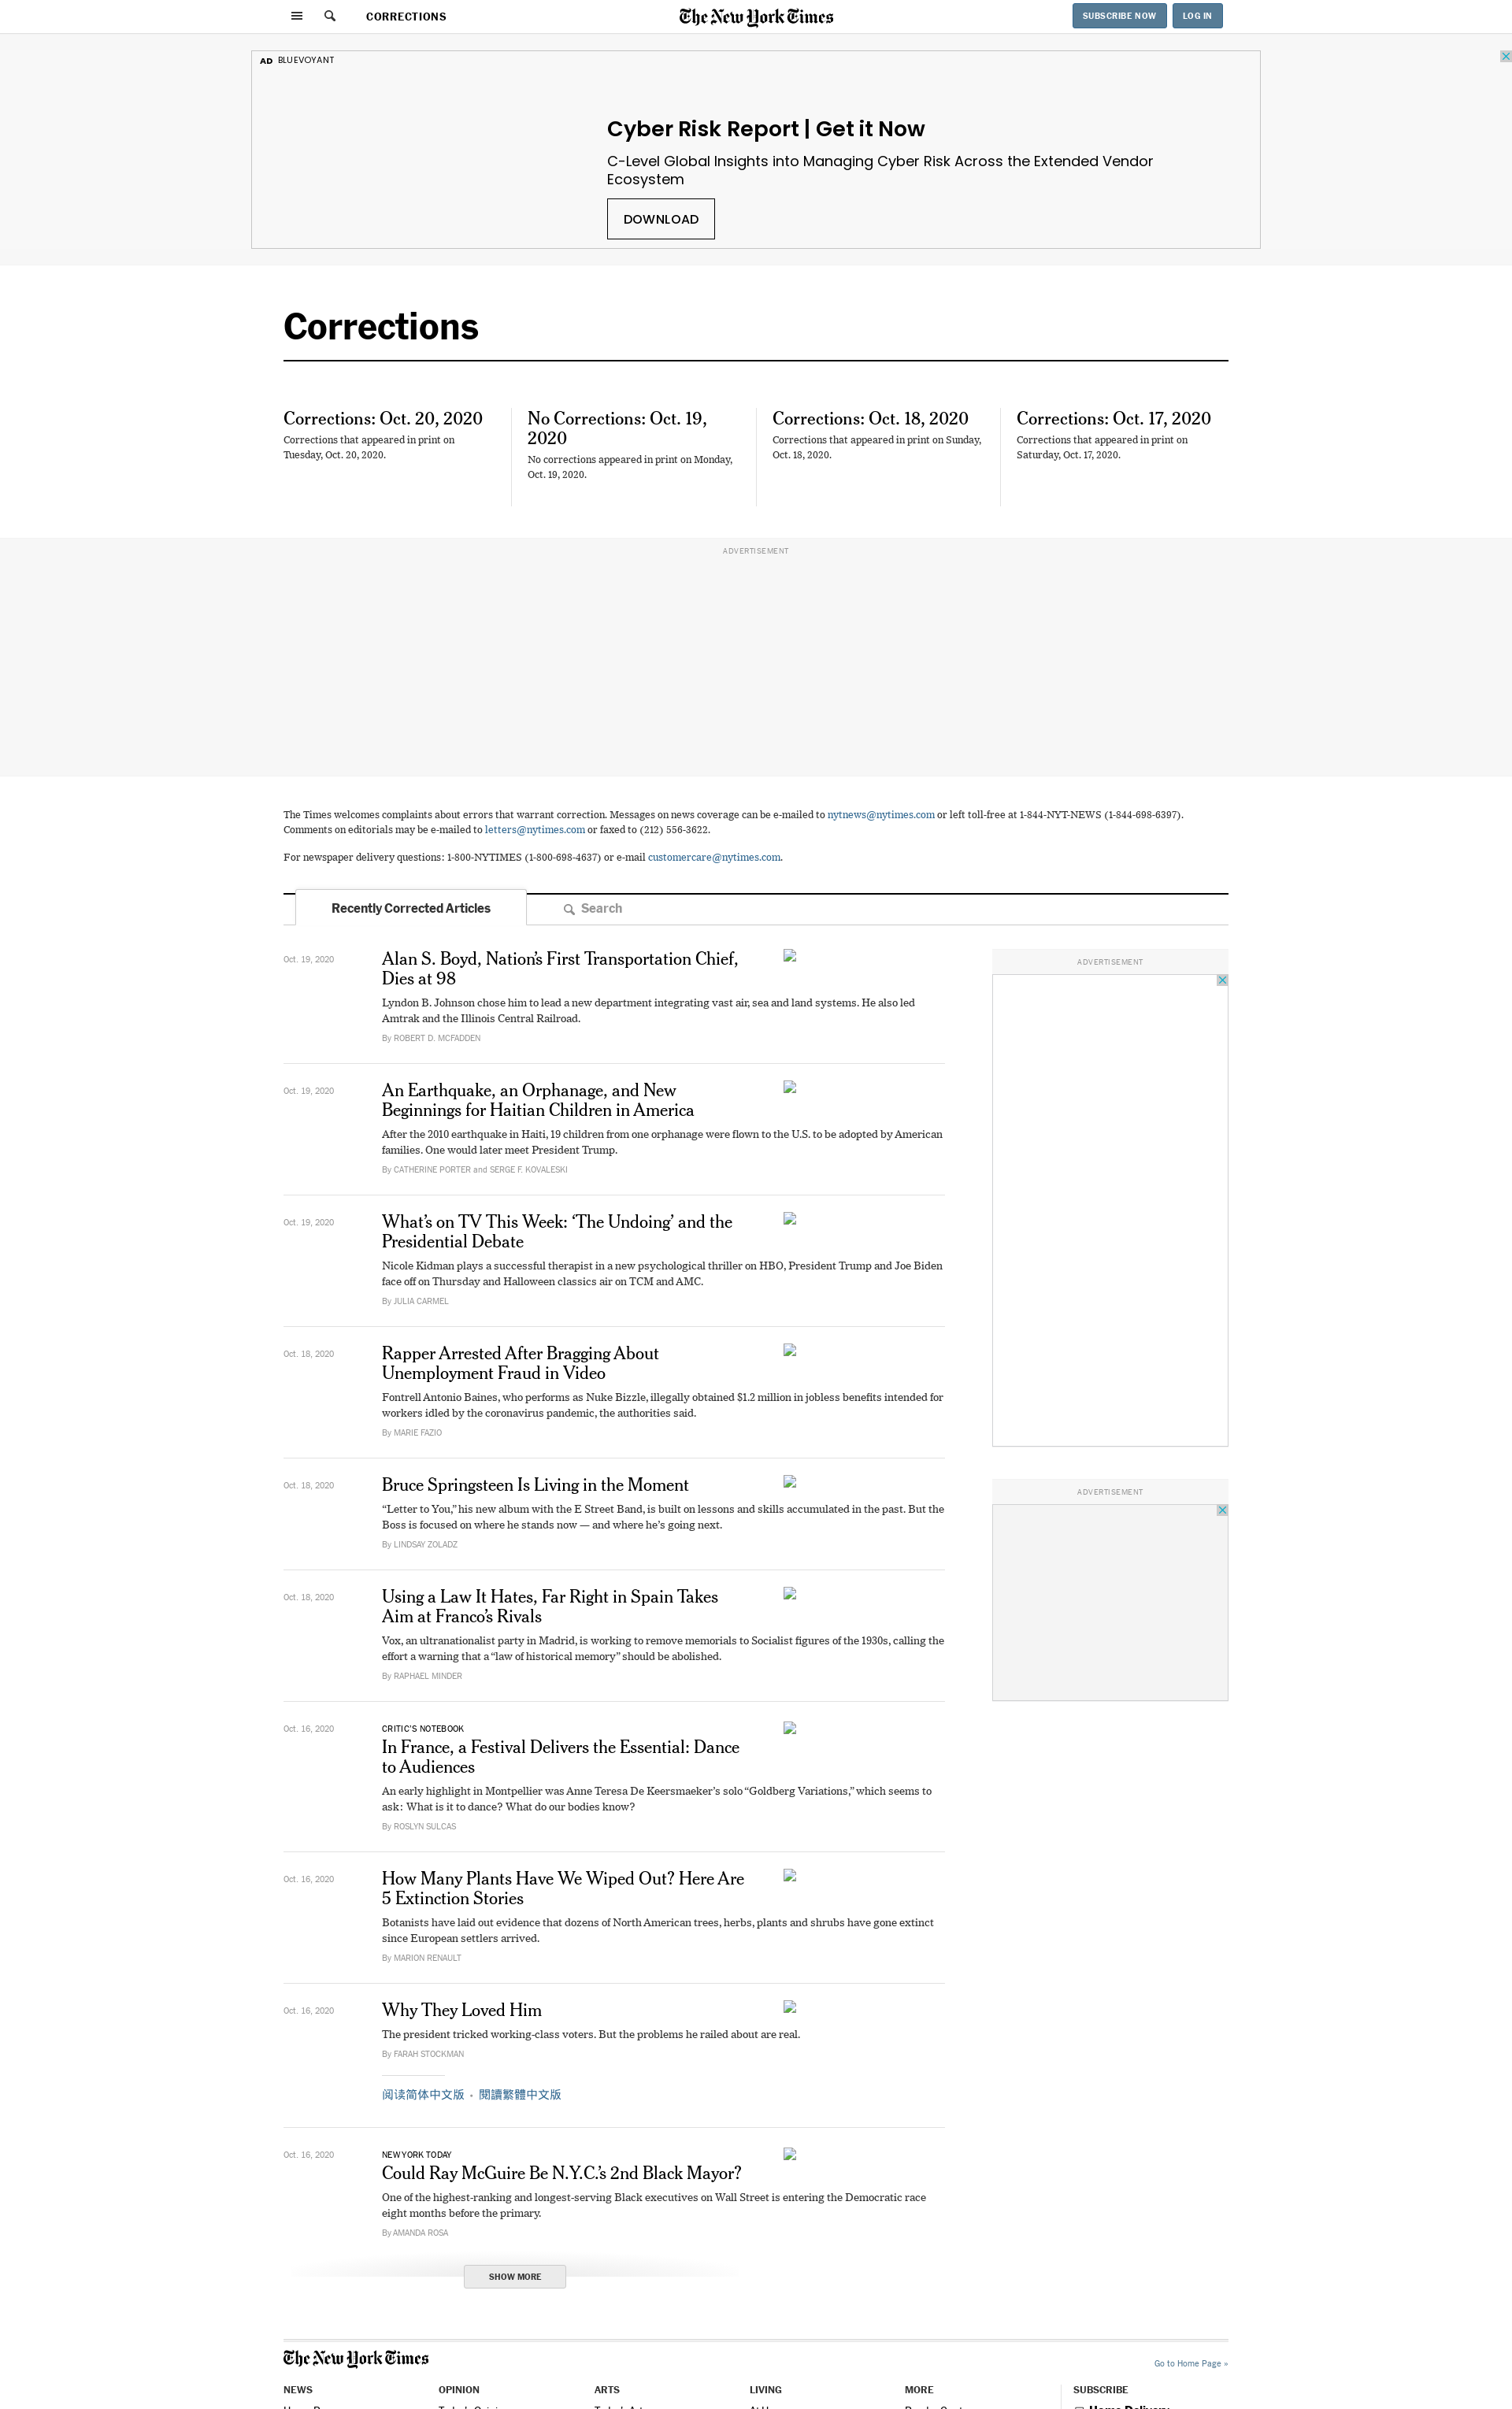 CORRECTIONS
The New York Times
SUBSCRIBE NOW
LOG IN
AD BLUEVOYANT
Cyber Risk Report | Get it Now
C-Level Global Insights into Managing Cyber Risk Across the Extended Vendor
Ecosystem
DOWNLOAD
Corrections
Corrections: Oct. 20, 2020
Corrections that appeared in print on
Tuesday, Oct. 20, 2020.
No Corrections: Oct. 19,
2020
No corrections appeared in print on Monday,
Oct. 19, 2020.
Corrections: Oct. 18, 2020
Corrections that appeared in print on Sunday,
Oct. 18, 2020.
Corrections: Oct. 17, 2020
Corrections that appeared in print on
Saturday, Oct. 17, 2020.
ADVERTISEMENT
The Times welcomes complaints about errors that warrant correction. Messages on news coverage can be e-mailed to nytnews@nytimes.com or left toll-free at 1-844-NYT-NEWS (1-844-698-6397).
Comments on editorials may be e-mailed to letters@nytimes.com or faxed to (212) 556-3622.
For newspaper delivery questions: 1-800-NYTIMES (1-800-698-4637) or e-mail customercare@nytimes.com.
Recently Corrected Articles
Search
Oct. 19, 2020
Alan S. Boyd, Nation’s First Transportation Chief,
Dies at 98
Lyndon B. Johnson chose him to lead a new department integrating vast air, sea and land systems. He also led
Amtrak and the Illinois Central Railroad.
By ROBERT D. MCFADDEN
Oct. 19, 2020
An Earthquake, an Orphanage, and New
Beginnings for Haitian Children in America
After the 2010 earthquake in Haiti, 19 children from one orphanage were flown to the U.S. to be adopted by American
families. One would later meet President Trump.
By CATHERINE PORTER and SERGE F. KOVALESKI
Oct. 19, 2020
What’s on TV This Week: ‘The Undoing’ and the
Presidential Debate
Nicole Kidman plays a successful therapist in a new psychological thriller on HBO, President Trump and Joe Biden
face off on Thursday and Halloween classics air on TCM and AMC.
By JULIA CARMEL
Oct. 18, 2020
Rapper Arrested After Bragging About
Unemployment Fraud in Video
Fontrell Antonio Baines, who performs as Nuke Bizzle, illegally obtained $1.2 million in jobless benefits intended for
workers idled by the coronavirus pandemic, the authorities said.
By MARIE FAZIO
Oct. 18, 2020
Bruce Springsteen Is Living in the Moment
“Letter to You,” his new album with the E Street Band, is built on lessons and skills accumulated in the past. But the
Boss is focused on where he stands now — and where he’s going next.
By LINDSAY ZOLADZ
Oct. 18, 2020
Using a Law It Hates, Far Right in Spain Takes
Aim at Franco’s Rivals
Vox, an ultranationalist party in Madrid, is working to remove memorials to Socialist figures of the 1930s, calling the
effort a warning that a “law of historical memory” should be abolished.
By RAPHAEL MINDER
Oct. 16, 2020
CRITIC’S NOTEBOOK
In France, a Festival Delivers the Essential: Dance
to Audiences
An early highlight in Montpellier was Anne Teresa De Keersmaeker’s solo “Goldberg Variations,” which seems to
ask: What is it to dance? What do our bodies know?
By ROSLYN SULCAS
Oct. 16, 2020
How Many Plants Have We Wiped Out? Here Are
5 Extinction Stories
Botanists have laid out evidence that dozens of North American trees, herbs, plants and shrubs have gone extinct
since European settlers arrived.
By MARION RENAULT
Oct. 16, 2020
Why They Loved Him
The president tricked working-class voters. But the problems he railed about are real.
By FARAH STOCKMAN
阅读简体中文版 • 閱讀繁體中文版
Oct. 16, 2020
NEW YORK TODAY
Could Ray McGuire Be N.Y.C.’s 2nd Black Mayor?
One of the highest-ranking and longest-serving Black executives on Wall Street is entering the Democratic race
eight months before the primary.
By AMANDA ROSA
SHOW MORE
ADVERTISEMENT
ADVERTISEMENT
The New York Times
Go to Home Page »
NEWS
OPINION
ARTS
LIVING
MORE
SUBSCRIBE